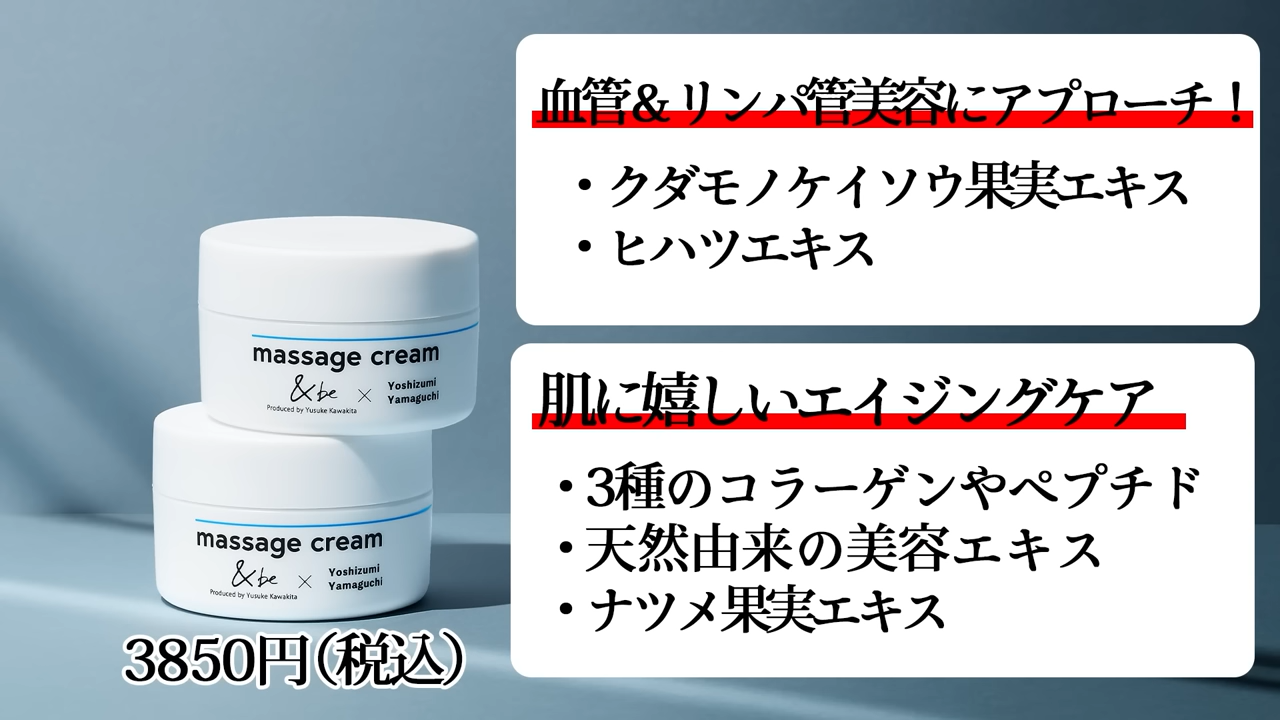 血管&リンパ管美容にアプローチ！
・クダモノケイソウ果実エキス
・ヒハツエキス
massage cream
&be × Yoshizumi Yamaguchi
Produced by Yusuke Kawakita
肌に嬉しいエイジングケア
・3種のコラーゲンやペプチド
・天然由来の美容エキス
・ナツメ果実エキス
massage cream
&be × Yoshizumi Yamaguchi
Produced by Yusuke Kawakita
3850円(税込)